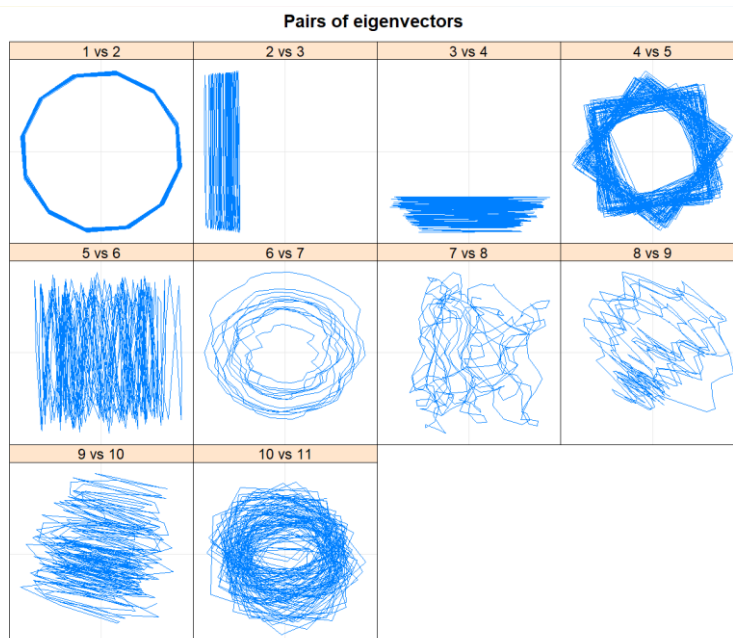 Pairs of eigenvectors
1 vs 2
2 vs 3
3 vs 4
4 vs 5
5 vs 6
6 vs 7
7 vs 8
8 vs 9
9 vs 10
10 vs 11